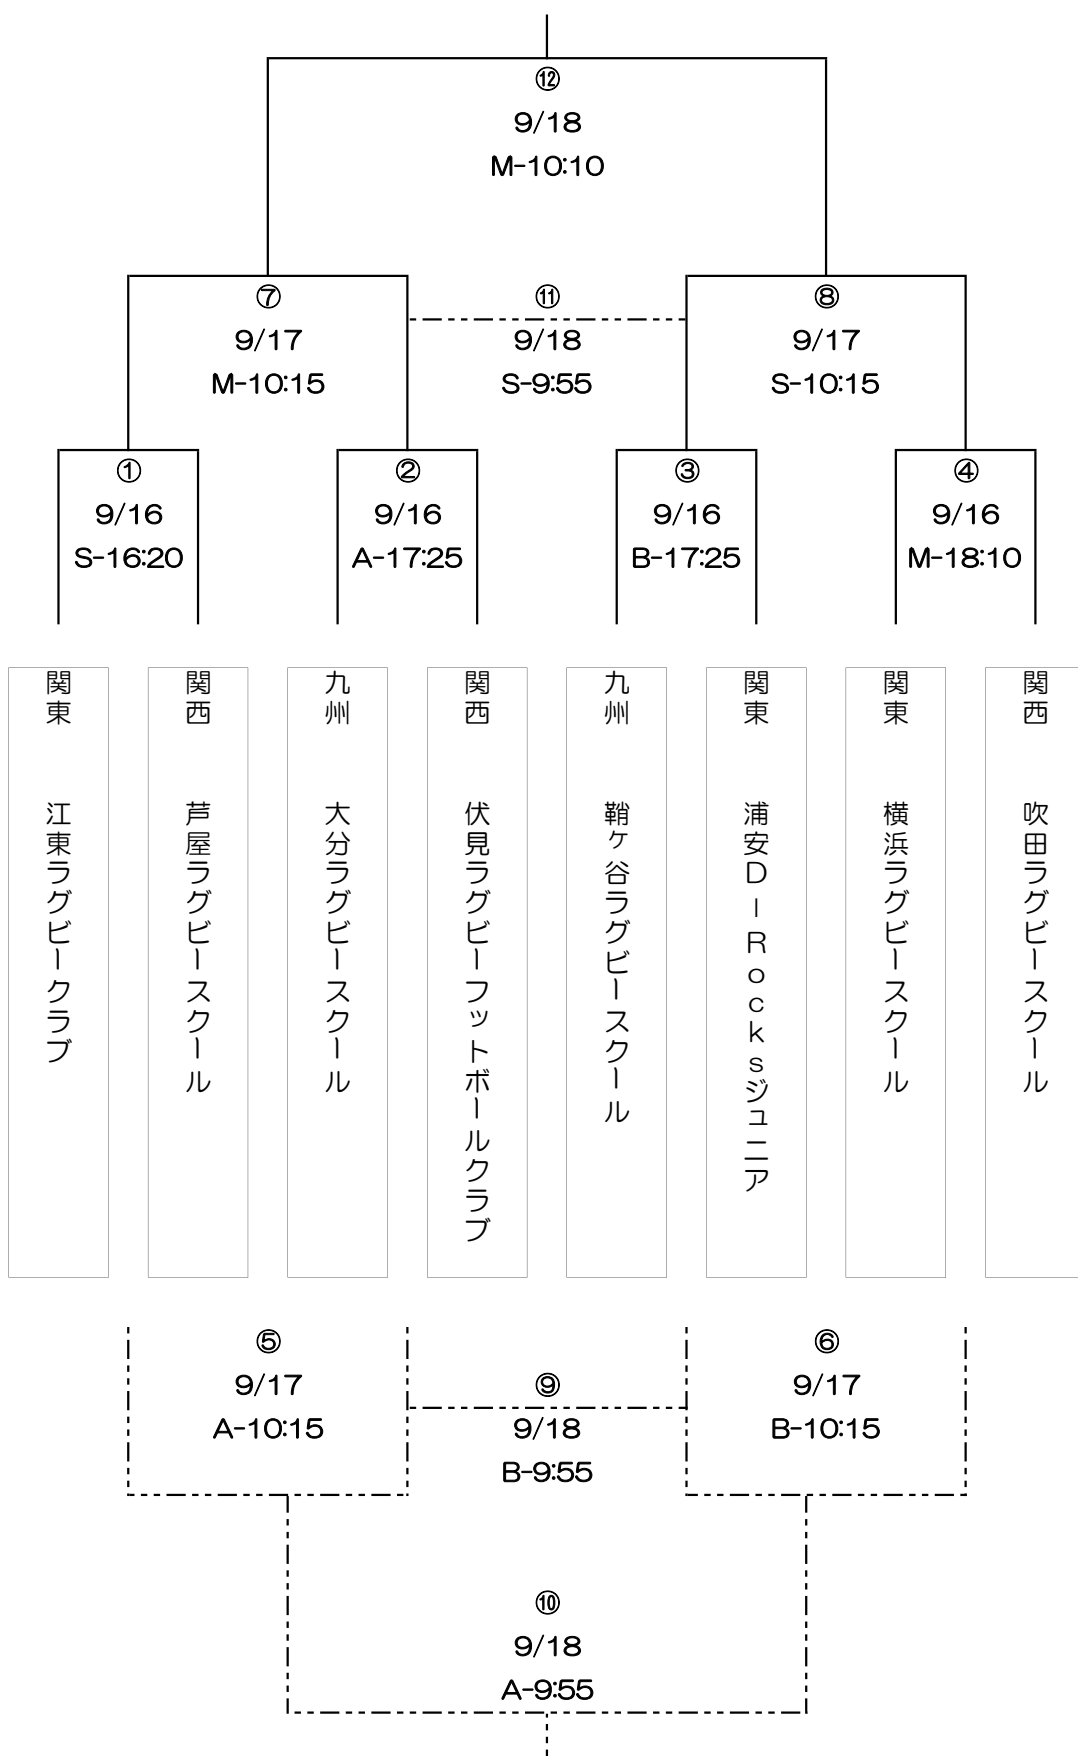 ⑫
9/18
M-10:10
⑦
9/17
M-10:15
⑪
9/18
S-9:55
⑧
9/17
S-10:15
①
9/16
S-16:20
②
9/16
A-17:25
③
9/16
B-17:25
④
9/16
M-18:10
関東　江東ラグビークラブ
関西　芦屋ラグビースクール
九州　大分ラグビースクール
関西　伏見ラグビーフットボールクラブ
九州　鞘ヶ谷ラグビースクール
関東　浦安D－Rocksジュニア
関東　横浜ラグビースクール
関西　吹田ラグビースクール
⑤
9/17
A-10:15
⑨
9/18
B-9:55
⑥
9/17
B-10:15
⑩
9/18
A-9:55